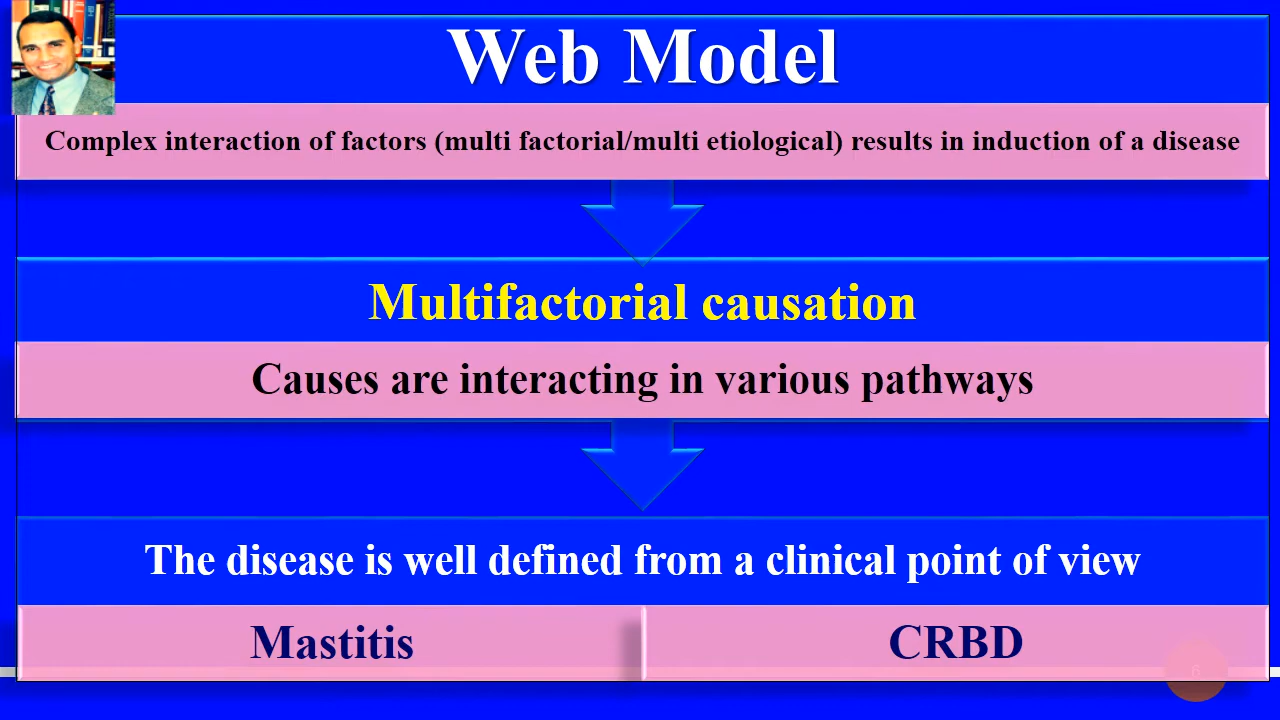 Web Model
Complex interaction of factors (multi factorial/multi etiological) results in induction of a disease
Multifactorial causation
Causes are interacting in various pathways
The disease is well defined from a clinical point of view
Mastitis
CRBD
6